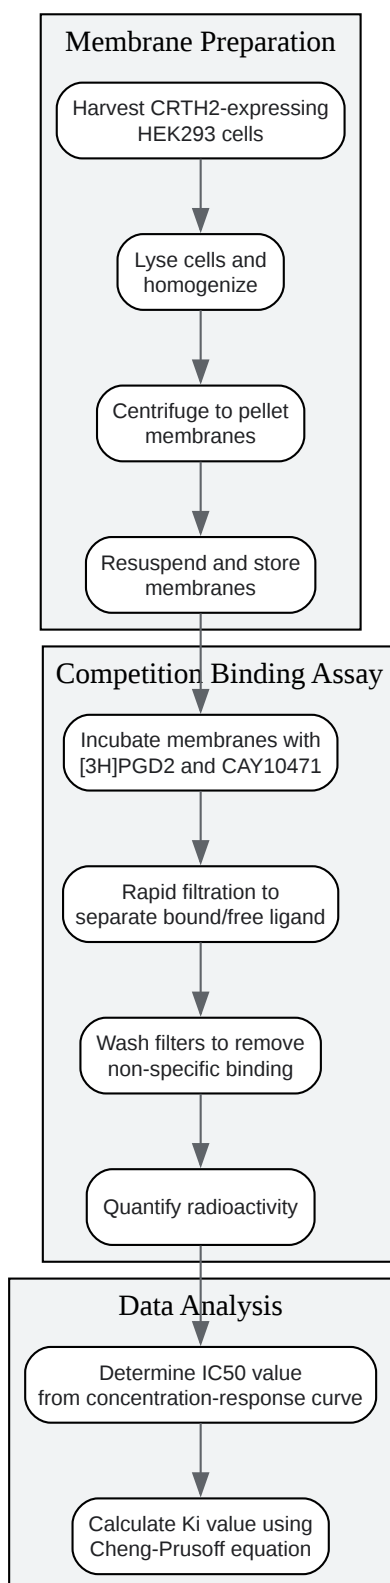 Membrane Preparation
Harvest CRTH2-expressing
HEK293 cells
Lyse cells and
homogenize
Centrifuge to pellet
membranes
Resuspend and store
membranes
Competition Binding Assay
Incubate membranes with
[3H]PGD2 and CAY10471
Rapid filtration to
separate bound/free ligand
Wash filters to remove
non-specific binding
Quantify radioactivity
Data Analysis
Determine IC50 value
from concentration-response curve
Calculate Ki value using
Cheng-Prusoff equation